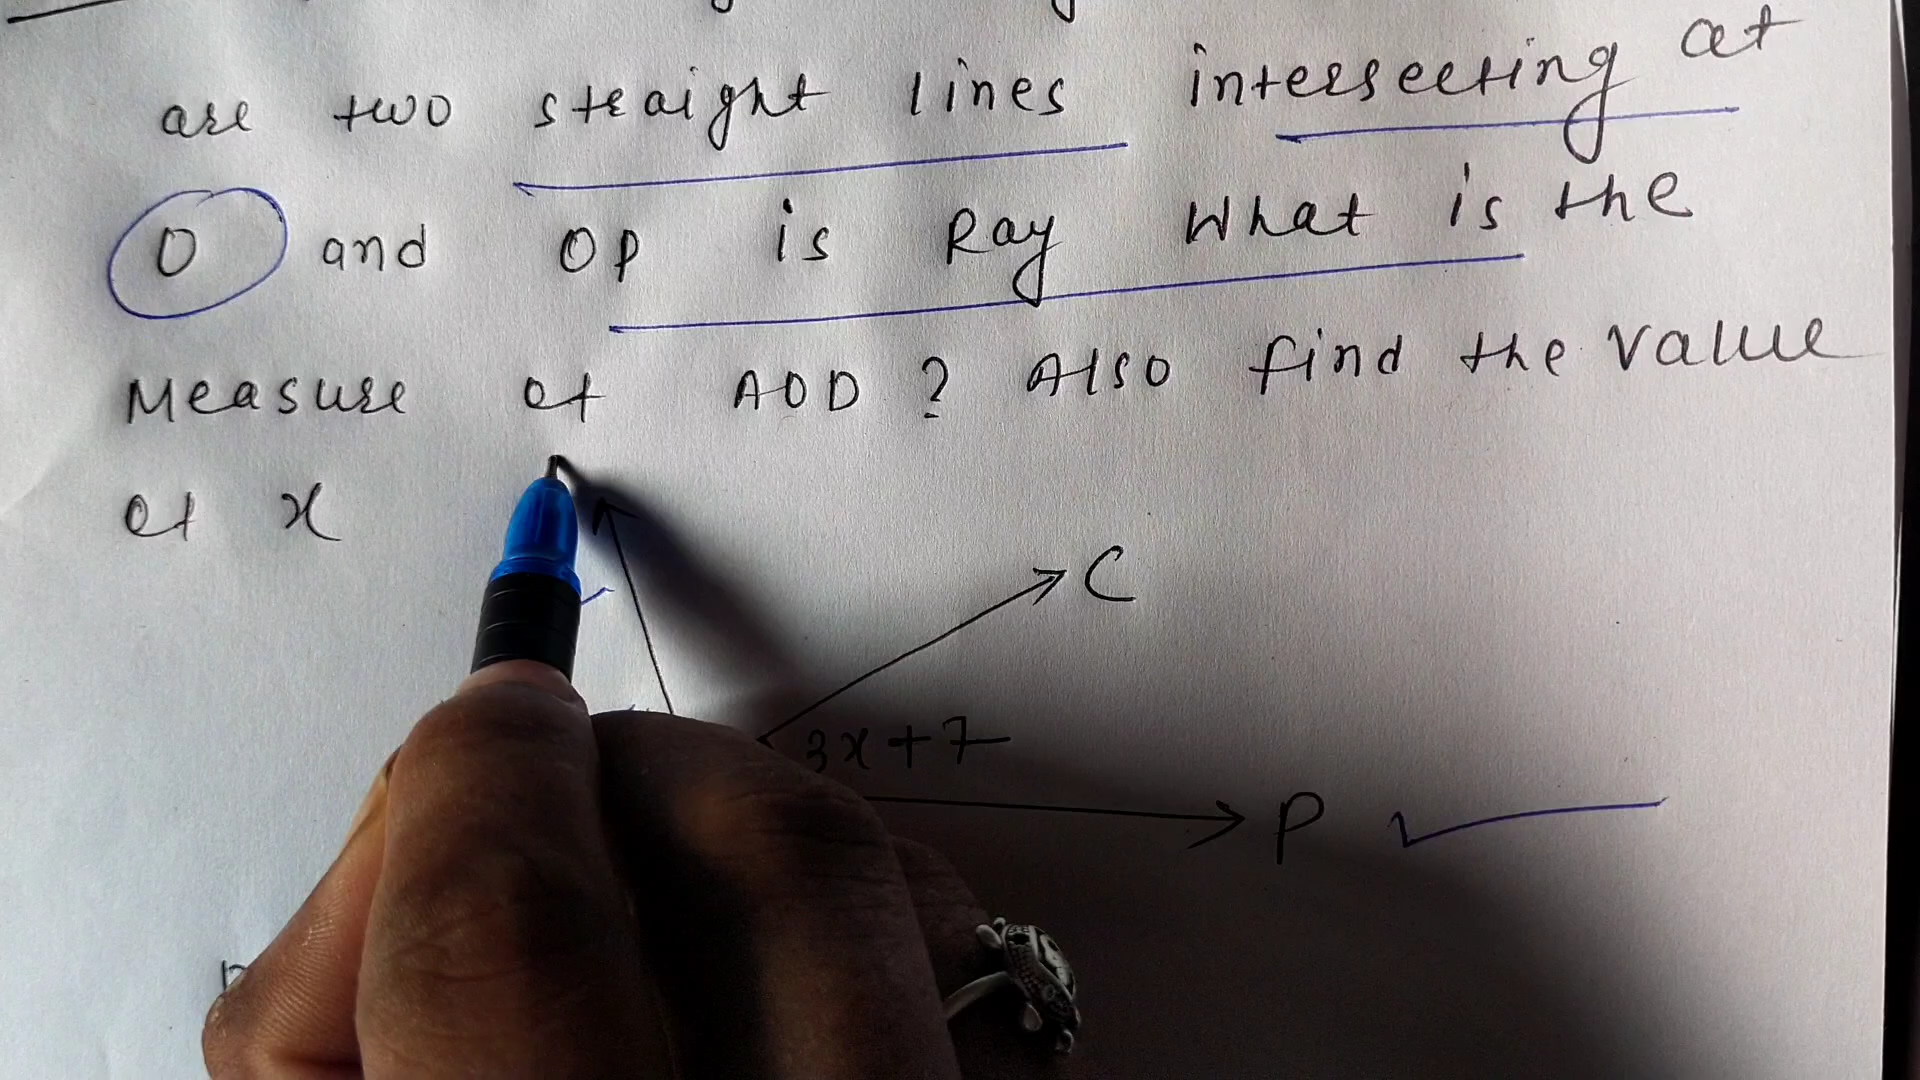 are two straight lines intersecting at
O and OP is Ray What is the
Measure of AOD ? Also find the value
of x
C
3x+7
P